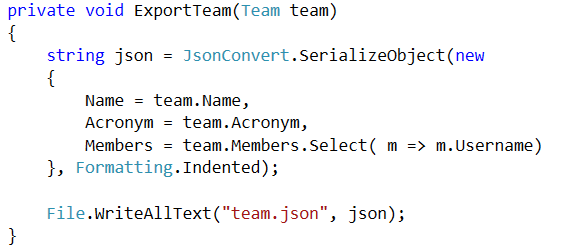 private void ExportTeam(Team team)
{
    string json = JsonConvert.SerializeObject(new
    {
        Name = team.Name,
        Acronym = team.Acronym,
        Members = team.Members.Select( m => m.Username)
    }, Formatting.Indented);

    File.WriteAllText("team.json", json);
}